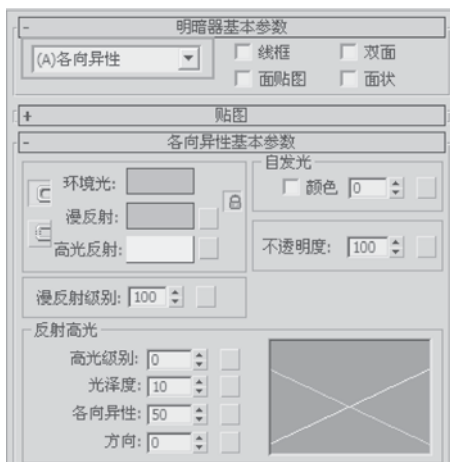 - 明暗器基本参数
(A)各向异性 线框 双面
面贴图 面状
+ 贴图
- 各向异性基本参数
自发光
环境光: 颜色 0
漫反射:
高光反射: 不透明度: 100
漫反射级别: 100
反射高光
高光级别: 0
光泽度: 10
各向异性: 50
方向: 0